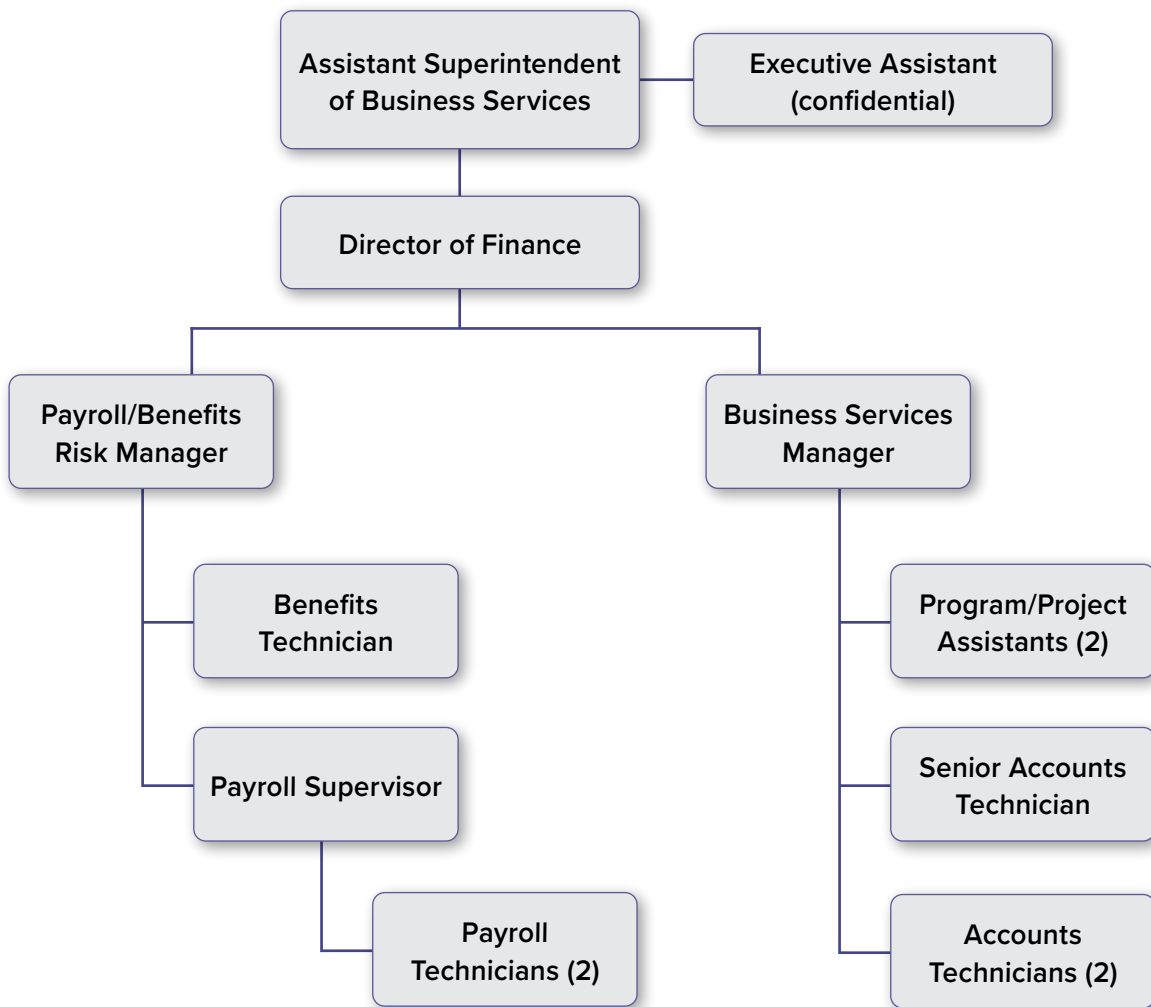 Assistant Superintendent
of Business Services
Executive Assistant
(confidential)
Director of Finance
Payroll/Benefits
Risk Manager
Business Services
Manager
Benefits
Technician
Program/Project
Assistants (2)
Payroll Supervisor
Senior Accounts
Technician
Payroll
Technicians (2)
Accounts
Technicians (2)